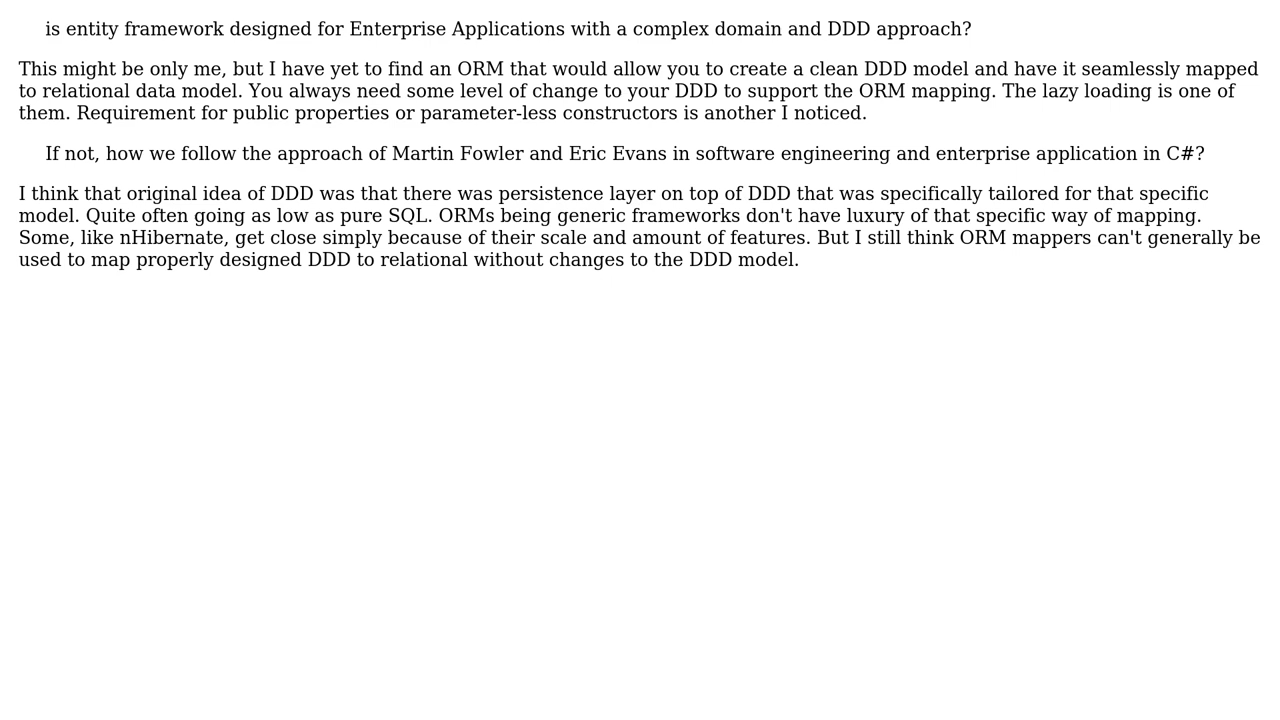 is entity framework designed for Enterprise Applications with a complex domain and DDD approach?
This might be only me, but I have yet to find an ORM that would allow you to create a clean DDD model and have it seamlessly mapped
to relational data model. You always need some level of change to your DDD to support the ORM mapping. The lazy loading is one of
them. Requirement for public properties or parameter-less constructors is another I noticed.
If not, how we follow the approach of Martin Fowler and Eric Evans in software engineering and enterprise application in C#?
I think that original idea of DDD was that there was persistence layer on top of DDD that was specifically tailored for that specific
model. Quite often going as low as pure SQL. ORMs being generic frameworks don't have luxury of that specific way of mapping.
Some, like nHibernate, get close simply because of their scale and amount of features. But I still think ORM mappers can't generally be
used to map properly designed DDD to relational without changes to the DDD model.